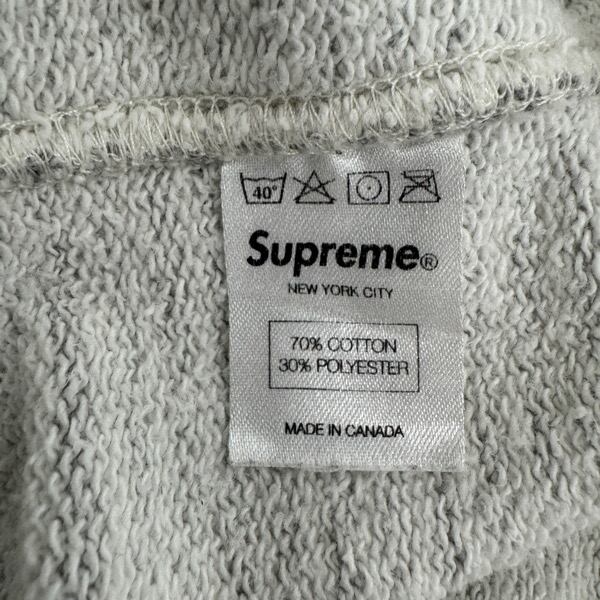 40°
Supreme®
NEW YORK CITY
70% COTTON
30% POLYESTER
MADE IN CANADA